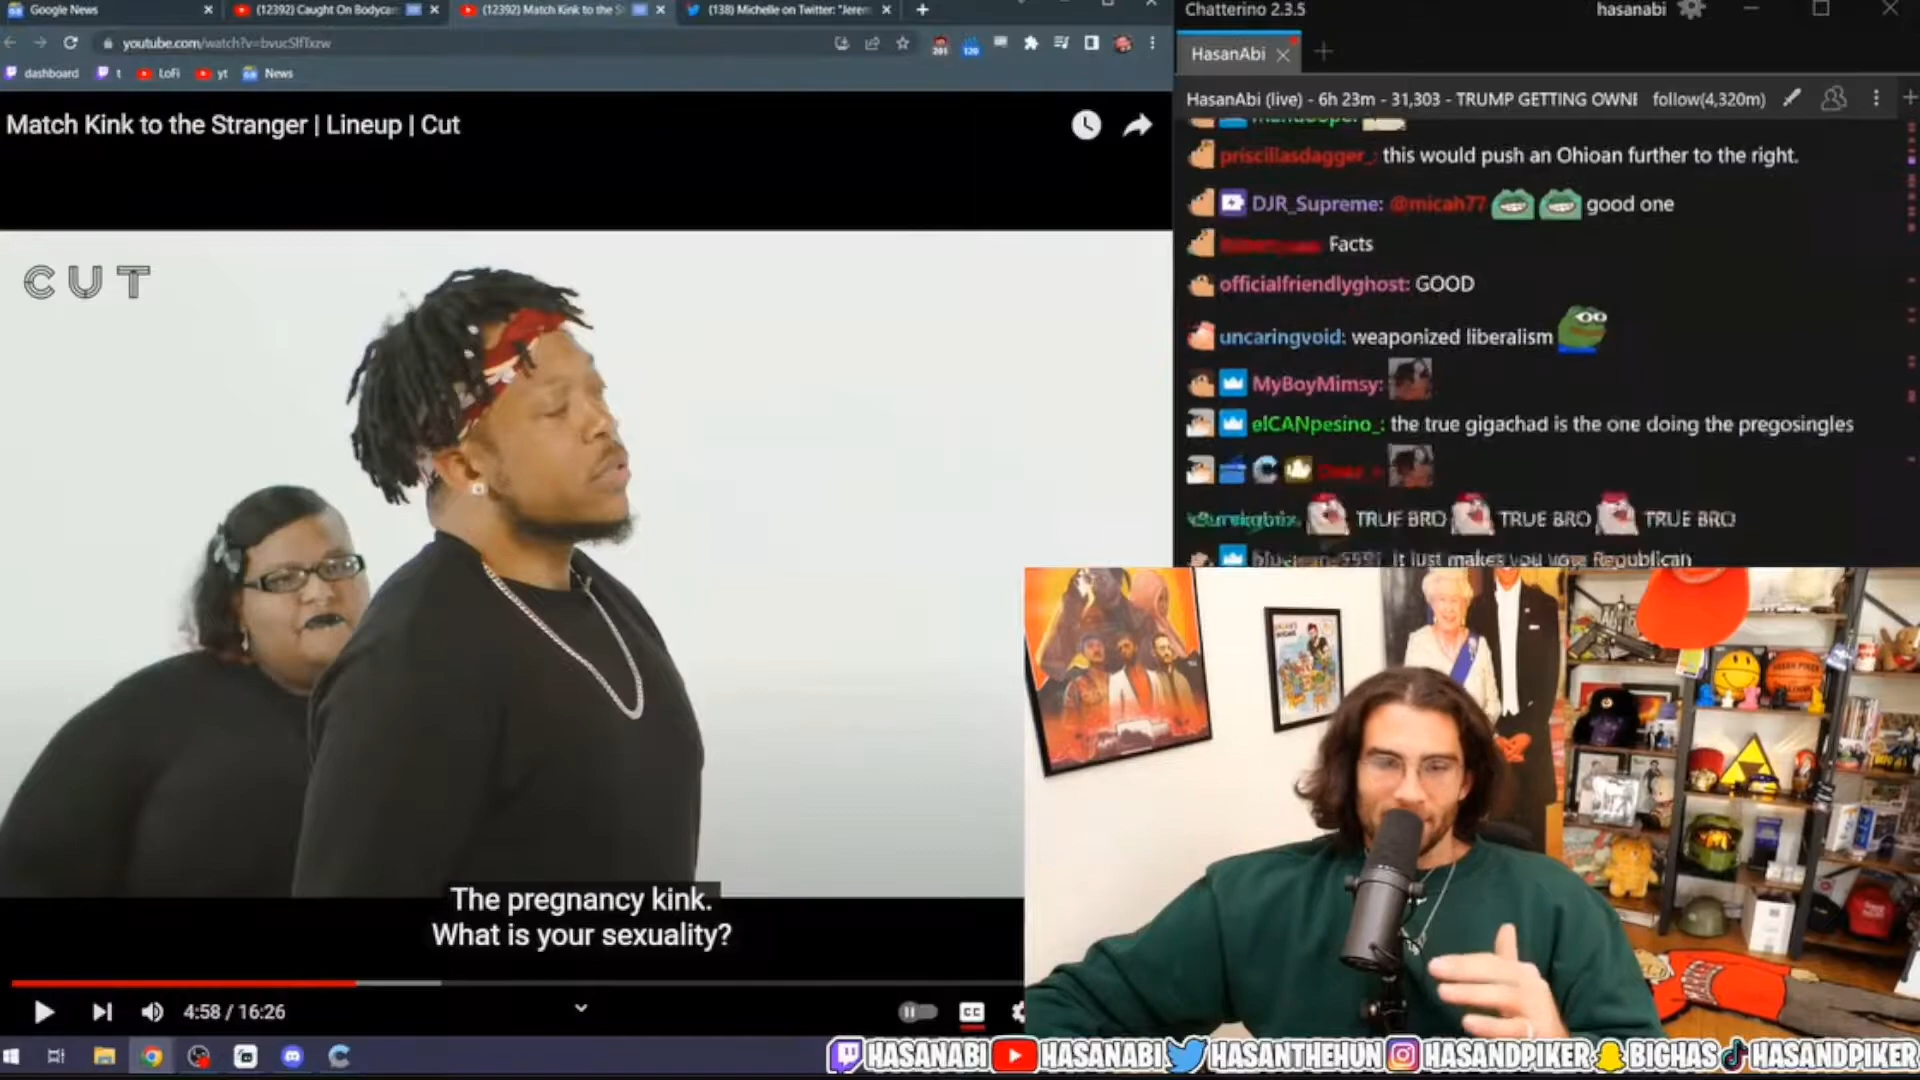 Google News
(12392) Caught On Bodycam
(12392) Match Kink to the S
(138) Michelle on Twitter: "Jerem
youtube.com/watch?v=bvucSlfTxzw
201
120
dashboard
t
LoFi
yt
News
Match Kink to the Stranger | Lineup | Cut
CUT
The pregnancy kink.
What is your sexuality?
4:58 / 16:26
CC
Chatterino 2.3.5
hasanabi
HasanAbi
HasanAbi (live) - 6h 23m - 31,303 - TRUMP GETTING OWNE
follow(4,320m)
priscillasdagger_: this would push an Ohioan further to the right.
DJR_Supreme: @micah77 good one
Facts
officialfriendlyghost: GOOD
uncaringvoid: weaponized liberalism
MyBoyMimsy:
elCANpesino_: the true gigachad is the one doing the pregosingles
TRUE BRO TRUE BRO TRUE BRO
It just makes you vote Republican
HASANABI HASANABI HASANTHEHUN HASANDPIKER BIGHAS HASANDPIKER